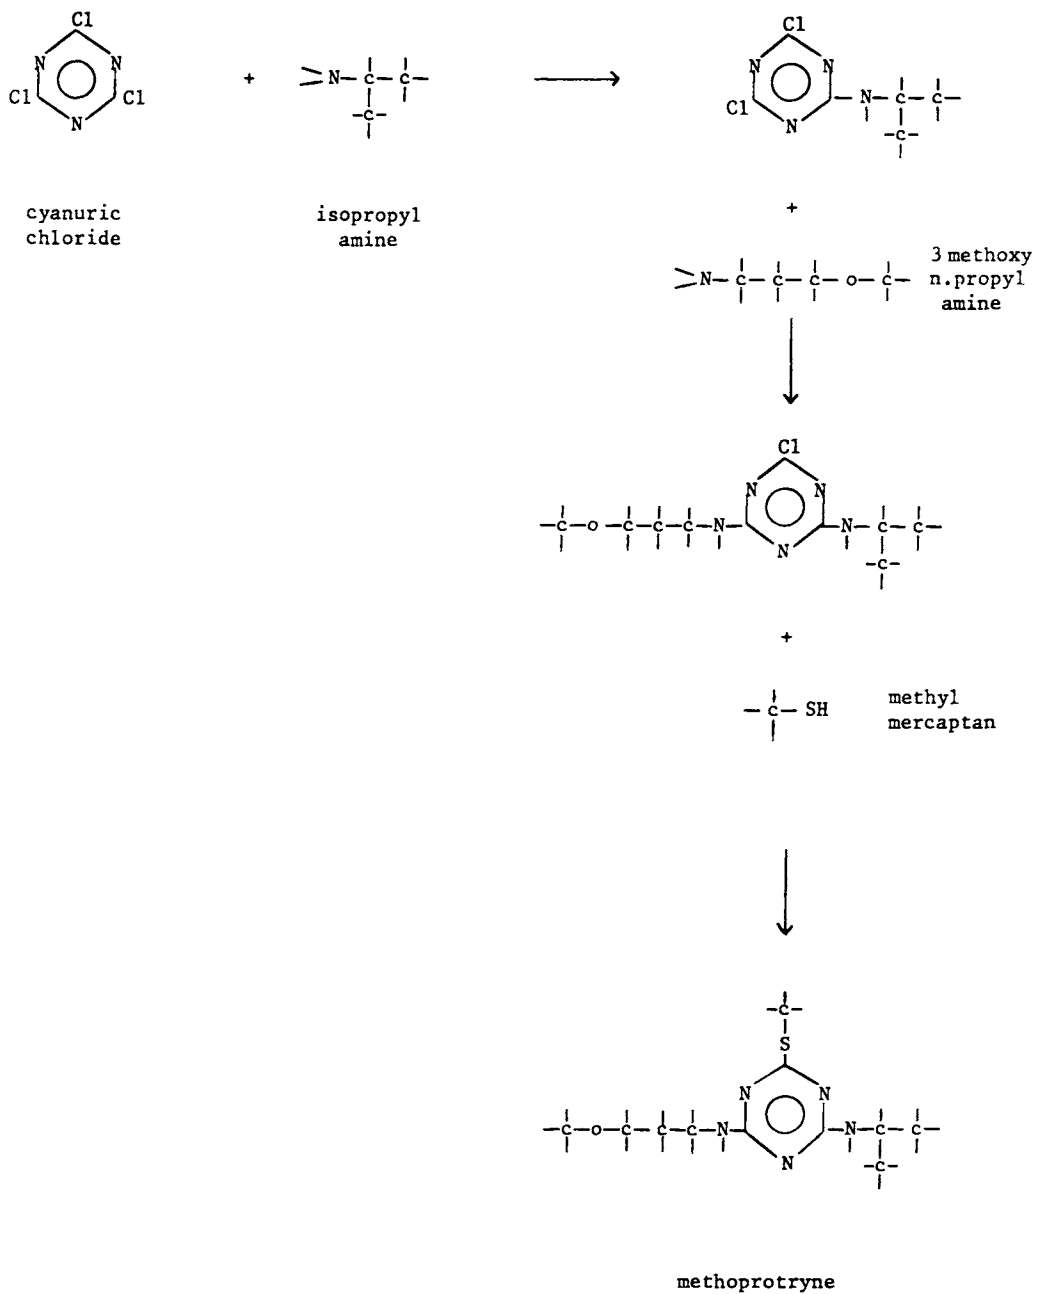 Cl
N N
Cl Cl
N
+
N C C
C
Cl
N N
Cl
N
N C C
C
cyanuric
chloride
isopropyl
amine
+
N C C C o C
3 methoxy
n.propyl
amine
Cl
N N
C o C C C N
N
N C C
C
+
C SH
methyl
mercaptan
C
S
N N
C o C C C N
N
N C C
C
methoprotryne